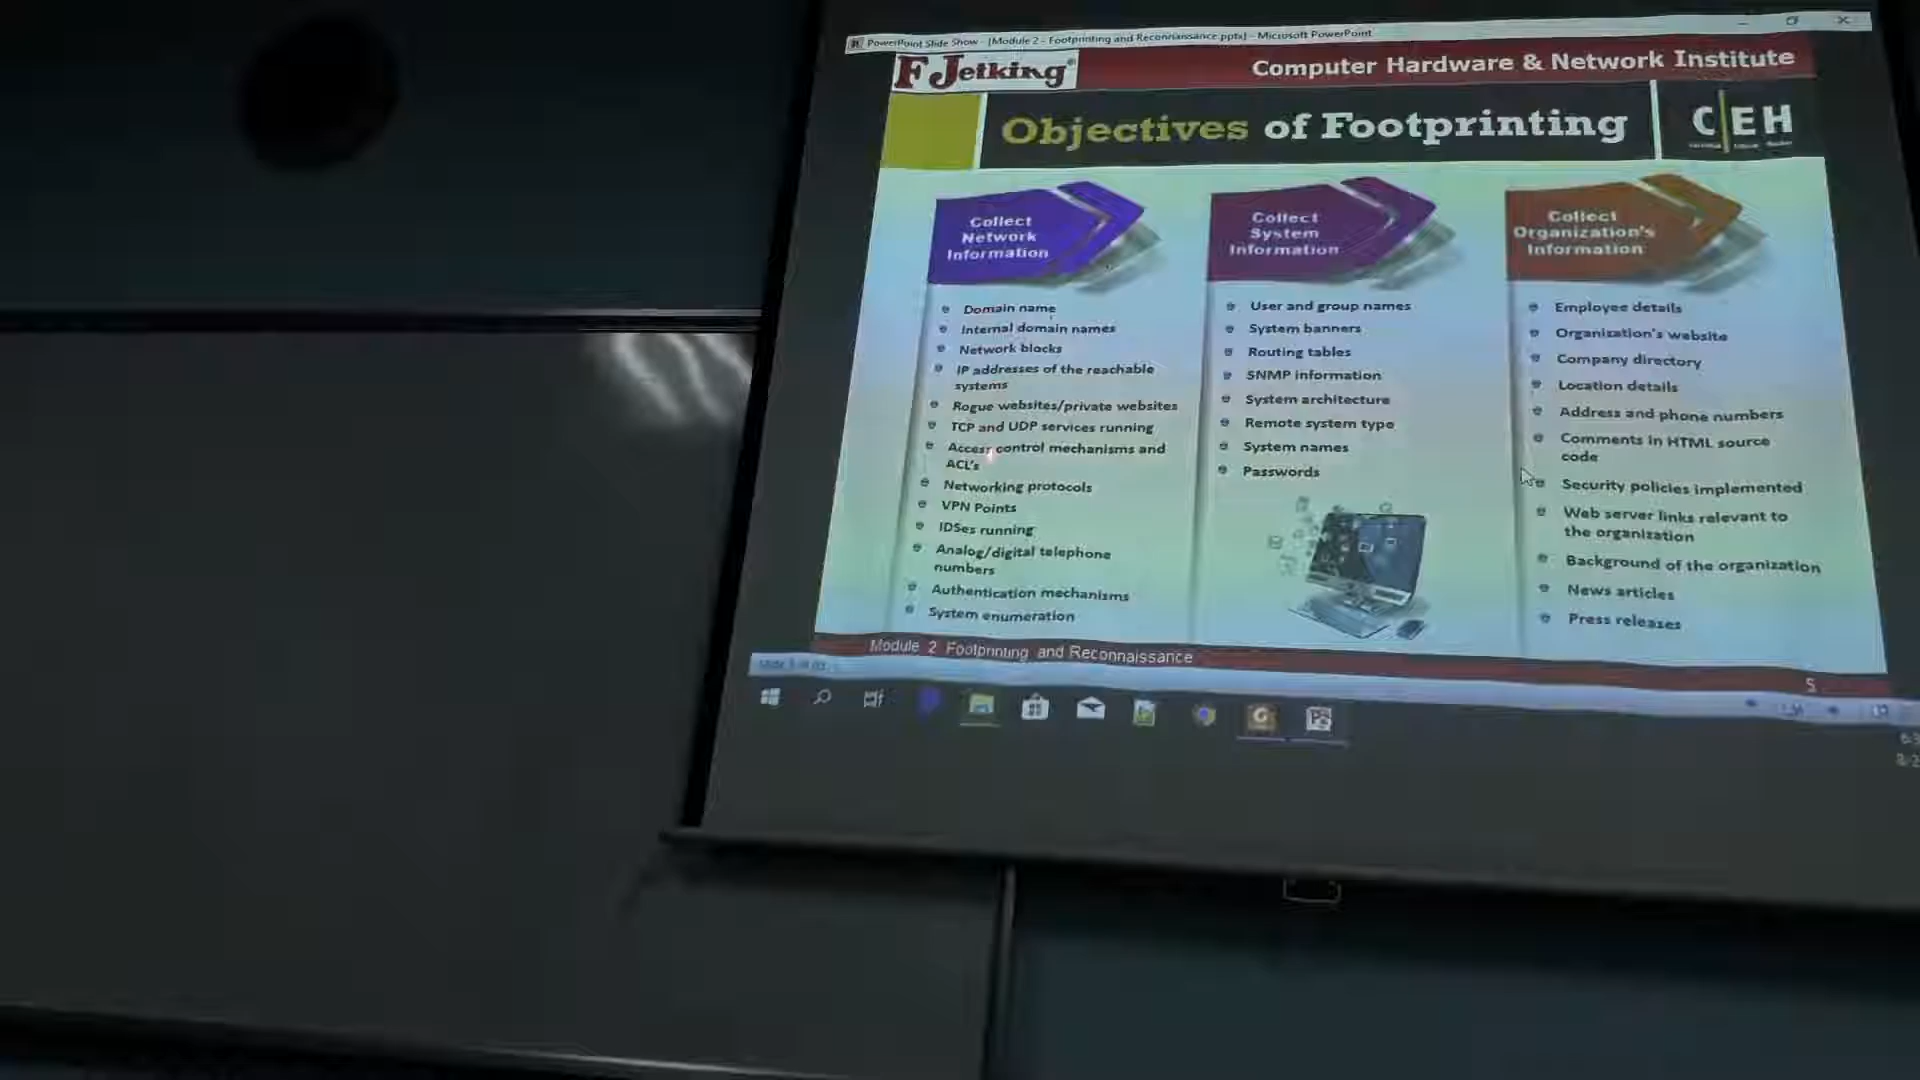 PowerPoint Slide Show - [Module 2 - Footprinting and Reconnaissance.pptx] - Microsoft PowerPoint
Jetking
Computer Hardware & Network Institute
Objectives of Footprinting
C|EH
Collect
Network
Information
Domain name
Internal domain names
Network blocks
IP addresses of the reachable
systems
Rogue websites/private websites
TCP and UDP services running
Access control mechanisms and
ACL's
Networking protocols
VPN Points
IDSes running
Analog/digital telephone
numbers
Authentication mechanisms
System enumeration
Collect
System
Information
User and group names
System banners
Routing tables
SNMP information
System architecture
Remote system type
System names
Passwords
Collect
Organization's
Information
Employee details
Organization's website
Company directory
Location details
Address and phone numbers
Comments in HTML source
code
Security policies implemented
Web server links relevant to
the organization
Background of the organization
News articles
Press releases
Module 2 Footprinting and Reconnaissance
5